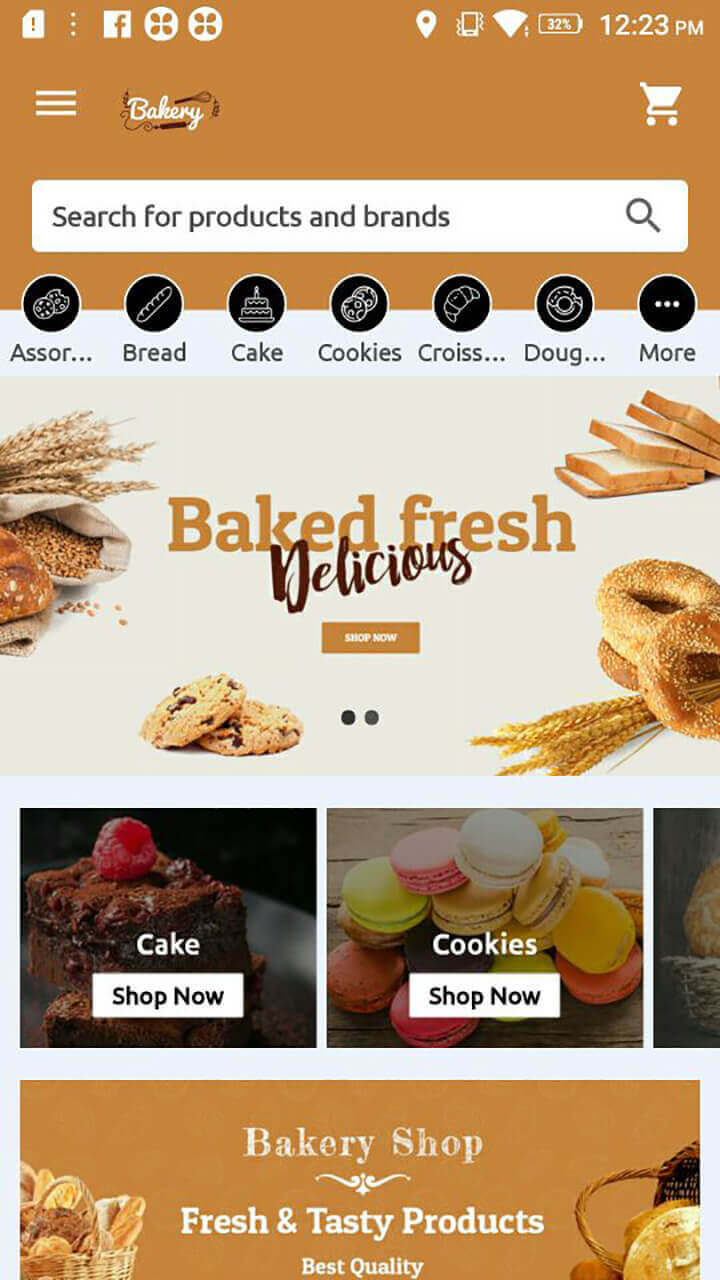 32%
12:23 PM
Bakery
Search for products and brands
Assor...
Bread
Cake
Cookies
Croiss...
Doug...
More
Baked fresh
Delicious
SHOP NOW
Cake
Shop Now
Cookies
Shop Now
Bakery Shop
Fresh & Tasty Products
Best Quality